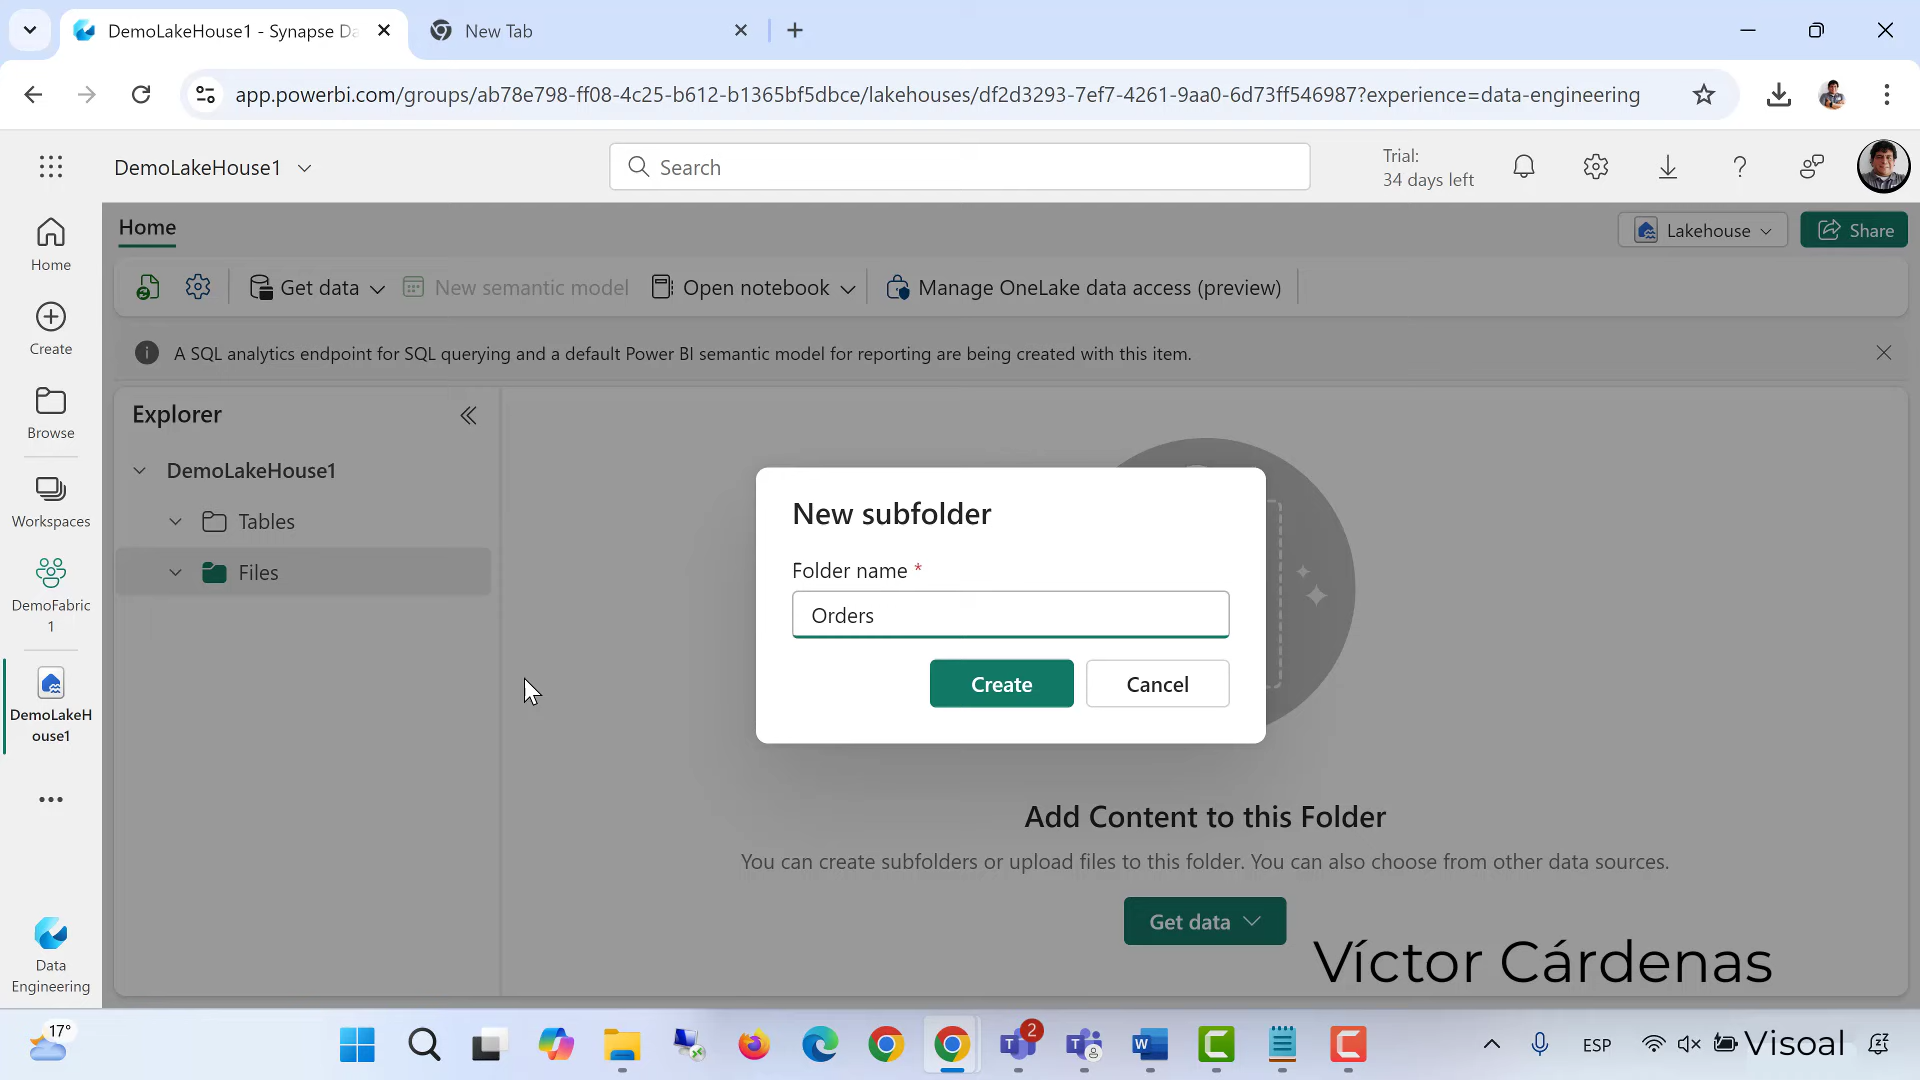 DemoLakeHouse1 - Synapse Da
New Tab
app.powerbi.com/groups/ab78e798-ff08-4c25-b612-b1365bf5dbce/lakehouses/df2d3293-7ef7-4261-9aa0-6d73ff546987?experience=data-engineering
DemoLakeHouse1
Search
Trial:
34 days left
Home
Create
Browse
Workspaces
DemoFabric
1
DemoLakeH
ouse1
Data
Engineering
Home
Lakehouse
Share
Get data
New semantic model
Open notebook
Manage OneLake data access (preview)
A SQL analytics endpoint for SQL querying and a default Power BI semantic model for reporting are being created with this item.
Explorer
DemoLakeHouse1
Tables
Files
New subfolder
Folder name *
Orders
Create
Cancel
Add Content to this Folder
You can create subfolders or upload files to this folder. You can also choose from other data sources.
Get data
Víctor Cárdenas
17°
2
ESP
Visoal